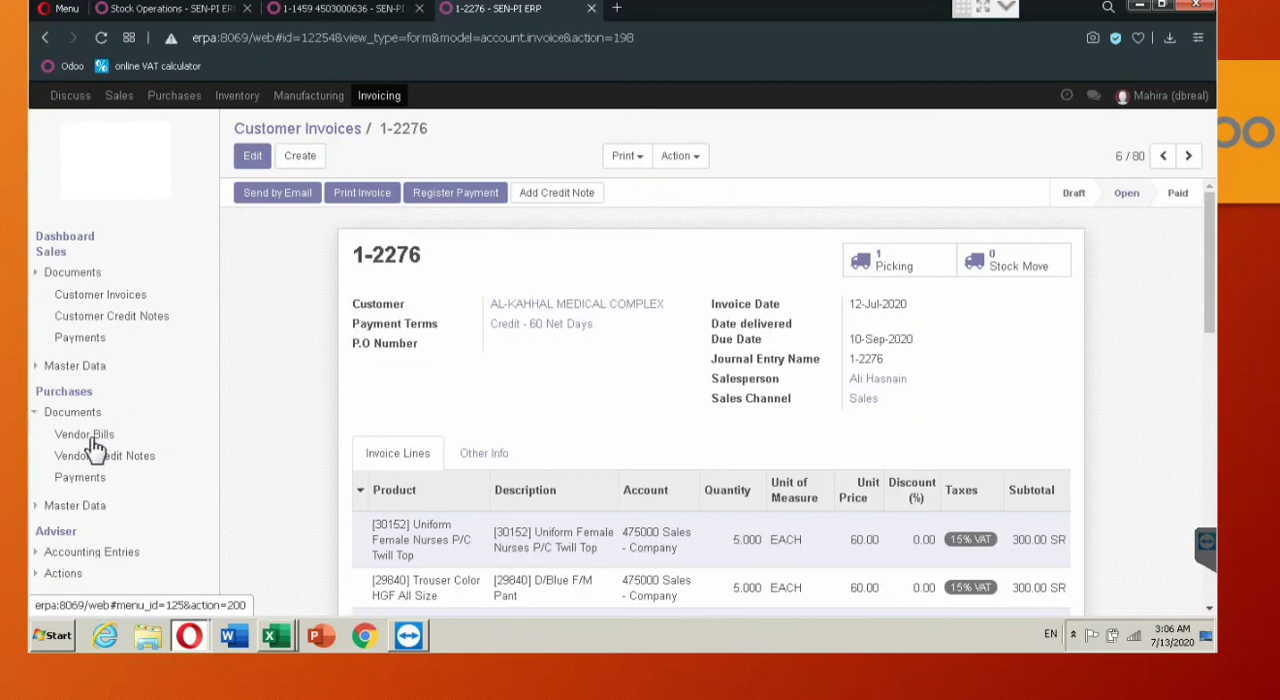 Menu Stock Operations - SEN-PI ERP 1-1459 4503000636 - SEN-PI 1-2276 - SEN-PI ERP
erpa:8069/web#id=12254&view_type=form&model=account.invoice&action=198
Odoo online VAT calculator
Discuss Sales Purchases Inventory Manufacturing Invoicing Mahira (dbreal)
Customer Invoices / 1-2276
Edit Create Print Action 6 / 80
Send by Email Print Invoice Register Payment Add Credit Note Draft Open Paid
Dashboard
Sales
Documents
Customer Invoices
Customer Credit Notes
Payments
Master Data
Purchases
Documents
Vendor Bills
Vendor Credit Notes
Payments
Master Data
Adviser
Accounting Entries
Actions
1-2276
1 Picking
0 Stock Move
Customer AL-KAHHAL MEDICAL COMPLEX
Payment Terms Credit - 60 Net Days
P.O Number
Invoice Date 12-Jul-2020
Date delivered
Due Date 10-Sep-2020
Journal Entry Name 1-2276
Salesperson Ali Hasnain
Sales Channel Sales
Invoice Lines Other Info
Product Description Account Quantity Unit of Measure Unit Price Discount (%) Taxes Subtotal
[30152] Uniform Female Nurses P/C Twill Top [30152] Uniform Female Nurses P/C Twill Top 475000 Sales - Company 5.000 EACH 60.00 0.00 15% VAT 300.00 SR
[29840] Trouser Color HGF All Size [29840] D/Blue F/M Pant 475000 Sales - Company 5.000 EACH 60.00 0.00 15% VAT 300.00 SR
erpa:8069/web#menu_id=125&action=200
Start EN 3:06 AM
7/13/2020